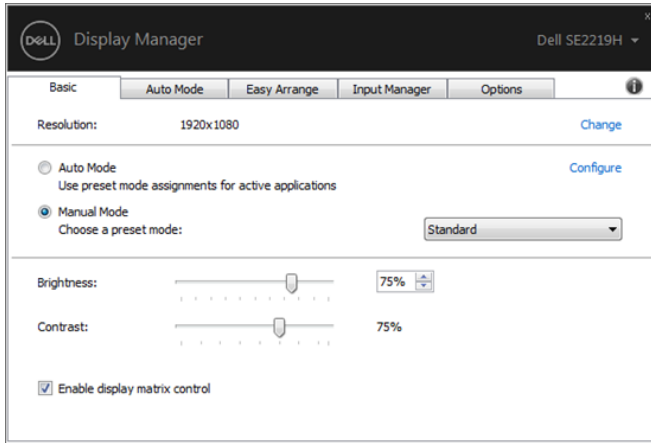 x
DELL Display Manager Dell SE2219H
Basic Auto Mode Easy Arrange Input Manager Options i
Resolution: 1920x1080 Change
Auto Mode Configure
Use preset mode assignments for active applications
Manual Mode
Choose a preset mode: Standard
Brightness: 75%
Contrast: 75%
Enable display matrix control